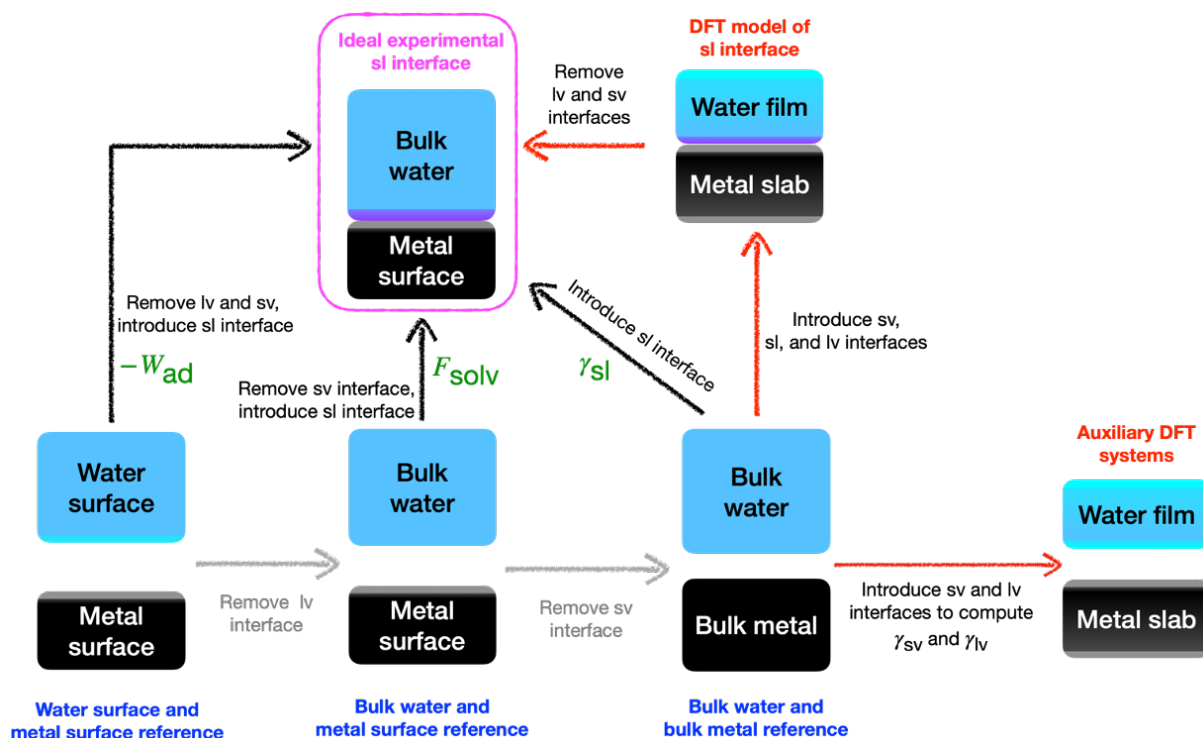 Ideal experimental
sl interface
DFT model of
sl interface
Remove
lv and sv
interfaces
Water film
Metal slab
Bulk
water
Metal
surface
Remove lv and sv,
introduce sl interface
−W_ad
Remove sv interface,
introduce sl interface
F_solv
γ_sl
Introduce sl interface
Introduce sv,
sl, and lv interfaces
Water
surface
Metal
surface
Remove lv
interface
Bulk
water
Metal
surface
Remove sv
interface
Bulk
water
Bulk metal
Introduce sv and lv
interfaces to compute
γ_sv and γ_lv
Auxiliary DFT
systems
Water film
Metal slab
Water surface and
metal surface reference
Bulk water and
metal surface reference
Bulk water and
bulk metal reference